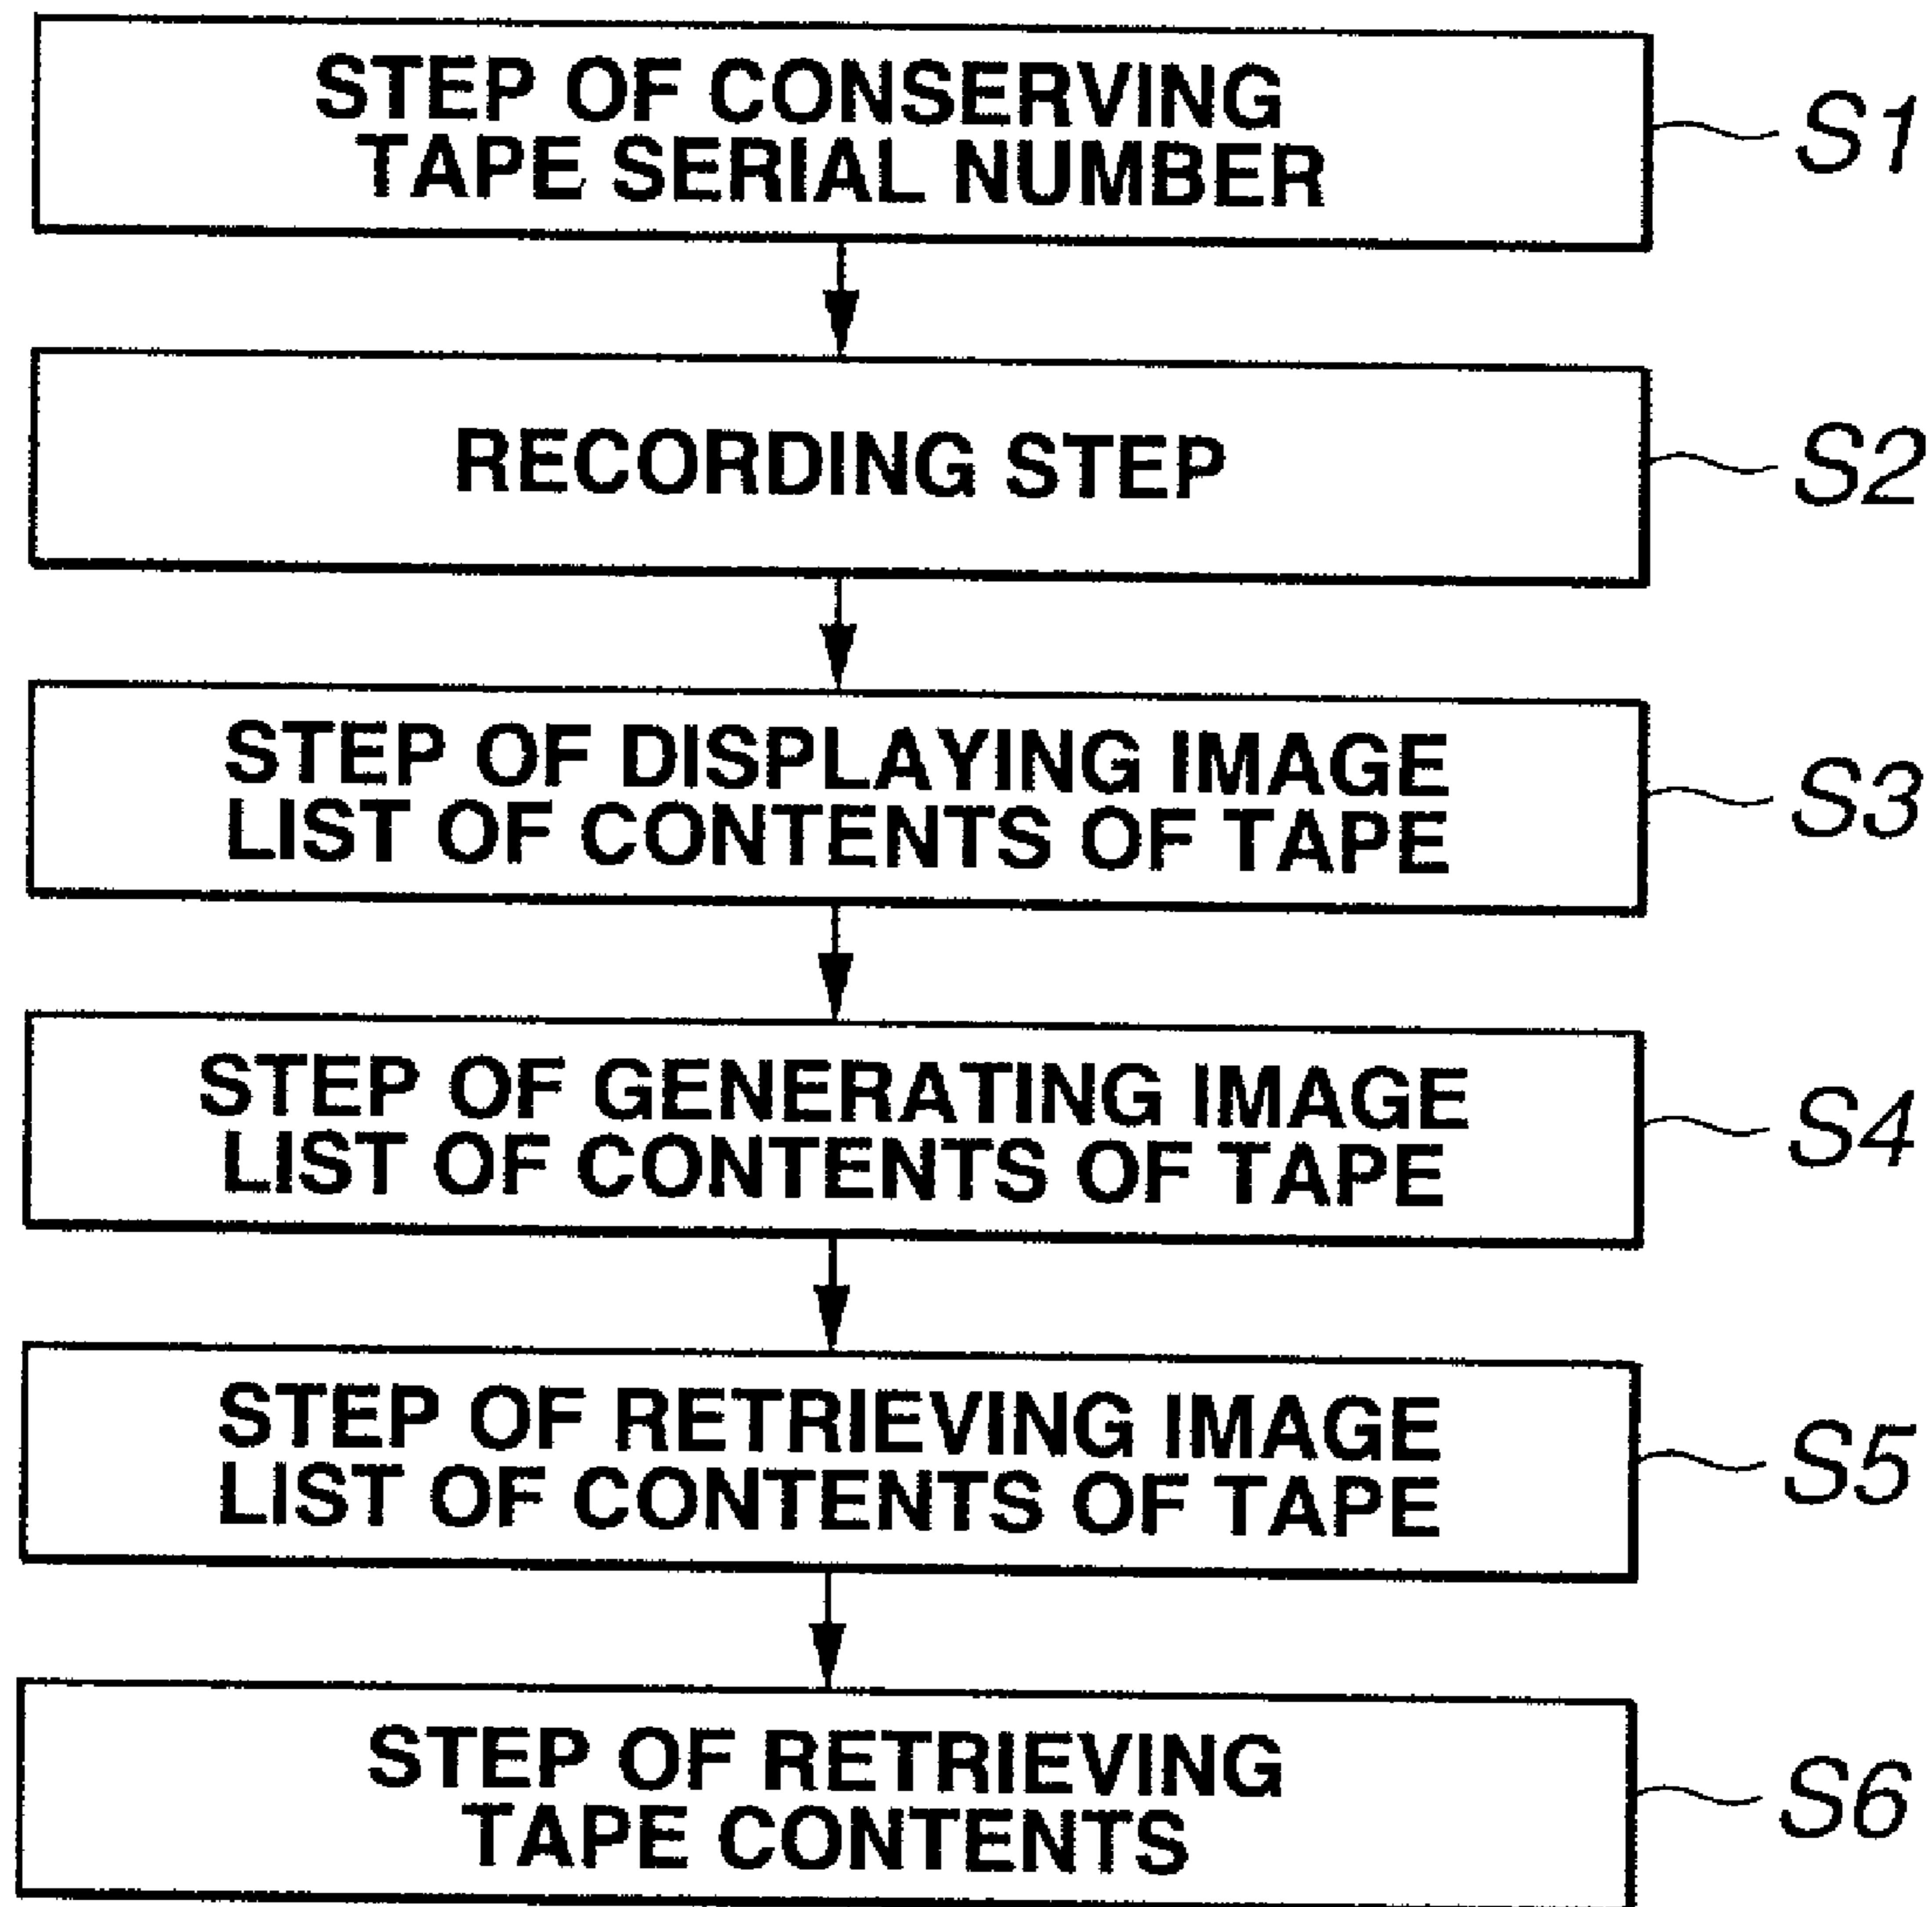 STEP OF CONSERVING
TAPE SERIAL NUMBER
S1
RECORDING STEP
S2
STEP OF DISPLAYING IMAGE
LIST OF CONTENTS OF TAPE
S3
STEP OF GENERATING IMAGE
LIST OF CONTENTS OF TAPE
S4
STEP OF RETRIEVING IMAGE
LIST OF CONTENTS OF TAPE
S5
STEP OF RETRIEVING
TAPE CONTENTS
S6